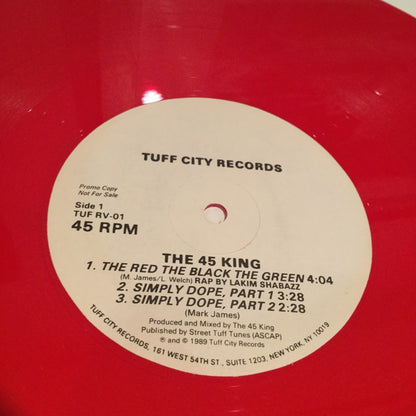 TUFF CITY RECORDS
Promo Copy
Not For Sale
Side 1
TUF RV-01
45 RPM
THE 45 KING
1. THE RED THE BLACK THE GREEN 4:04
(M. James/L. Welch) RAP BY LAKIM SHABAZZ
2. SIMPLY DOPE, PART 1 3:28
3. SIMPLY DOPE, PART 2 2:28
(Mark James)
Produced and Mixed by The 45 King
Published by Street Tuff Tunes (ASCAP)
℗ and © 1989 Tuff City Records
TUFF CITY RECORDS, 161 WEST 54TH ST., SUITE 1203, NEW YORK, NY 10019